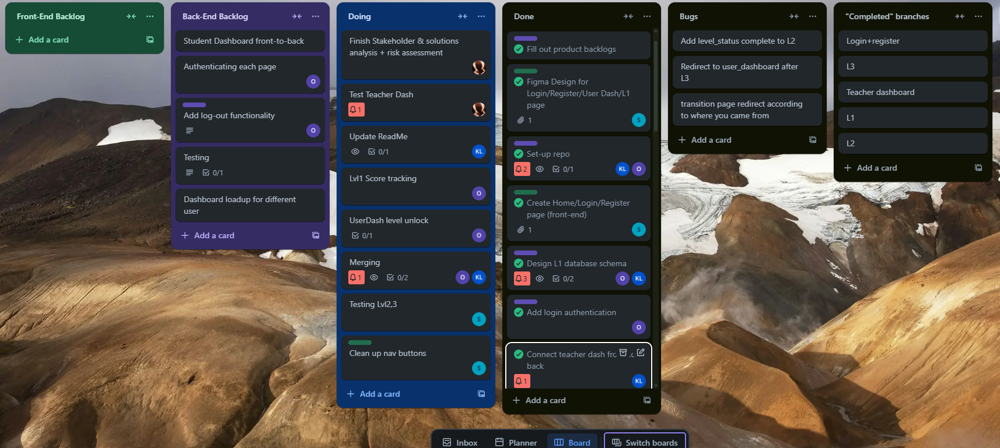 Front-End Backlog
Add a card
Back-End Backlog
Student Dashboard front-to-back
Authenticating each page
O
Add log-out functionality
O
Testing
0/1
Dashboard loadup for different
user
Add a card
Doing
Finish Stakeholder & solutions
analysis + risk assessment
Test Teacher Dash
1
Update ReadMe
0/1
KL
Lvl1 Score tracking
O
UserDash level unlock
0/1
O
Merging
1
0/2
O
KL
Testing Lvl2,3
S
Clean up nav buttons
S
Add a card
Done
Fill out product backlogs
Figma Design for
Login/Register/User Dash/L1
page
1
S
Set-up repo
2
0/1
KL
O
Create Home/Login/Register
page (front-end)
1
S
Design L1 database schema
3
0/2
O
KL
Add login authentication
O
Connect teacher dash
back
1
KL
Add a card
Bugs
Add level_status complete to L2
Redirect to user_dashboard after
L3
transition page redirect according
to where you came from
Add a card
"Completed" branches
Login+register
L3
Teacher dashboard
L1
L2
Add a card
Inbox
Planner
Board
Switch boards